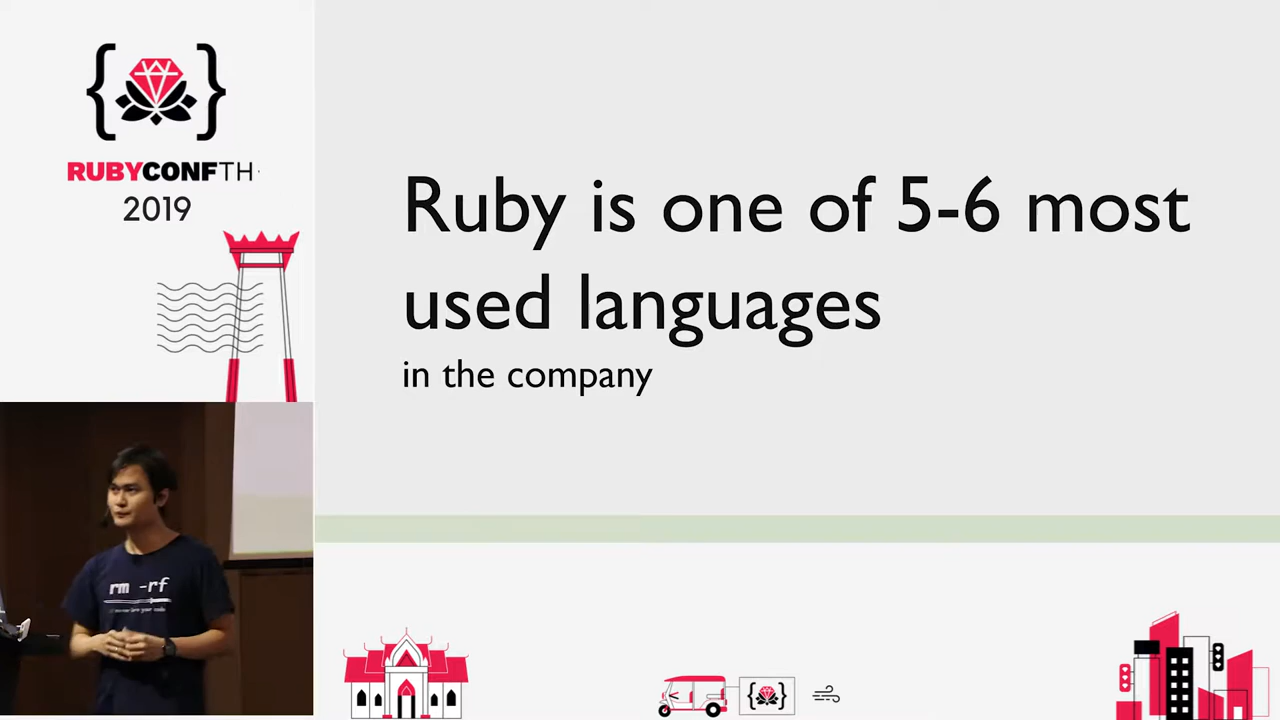 RUBYCONFTH
2019
Ruby is one of 5-6 most
used languages
in the company
rm -rf